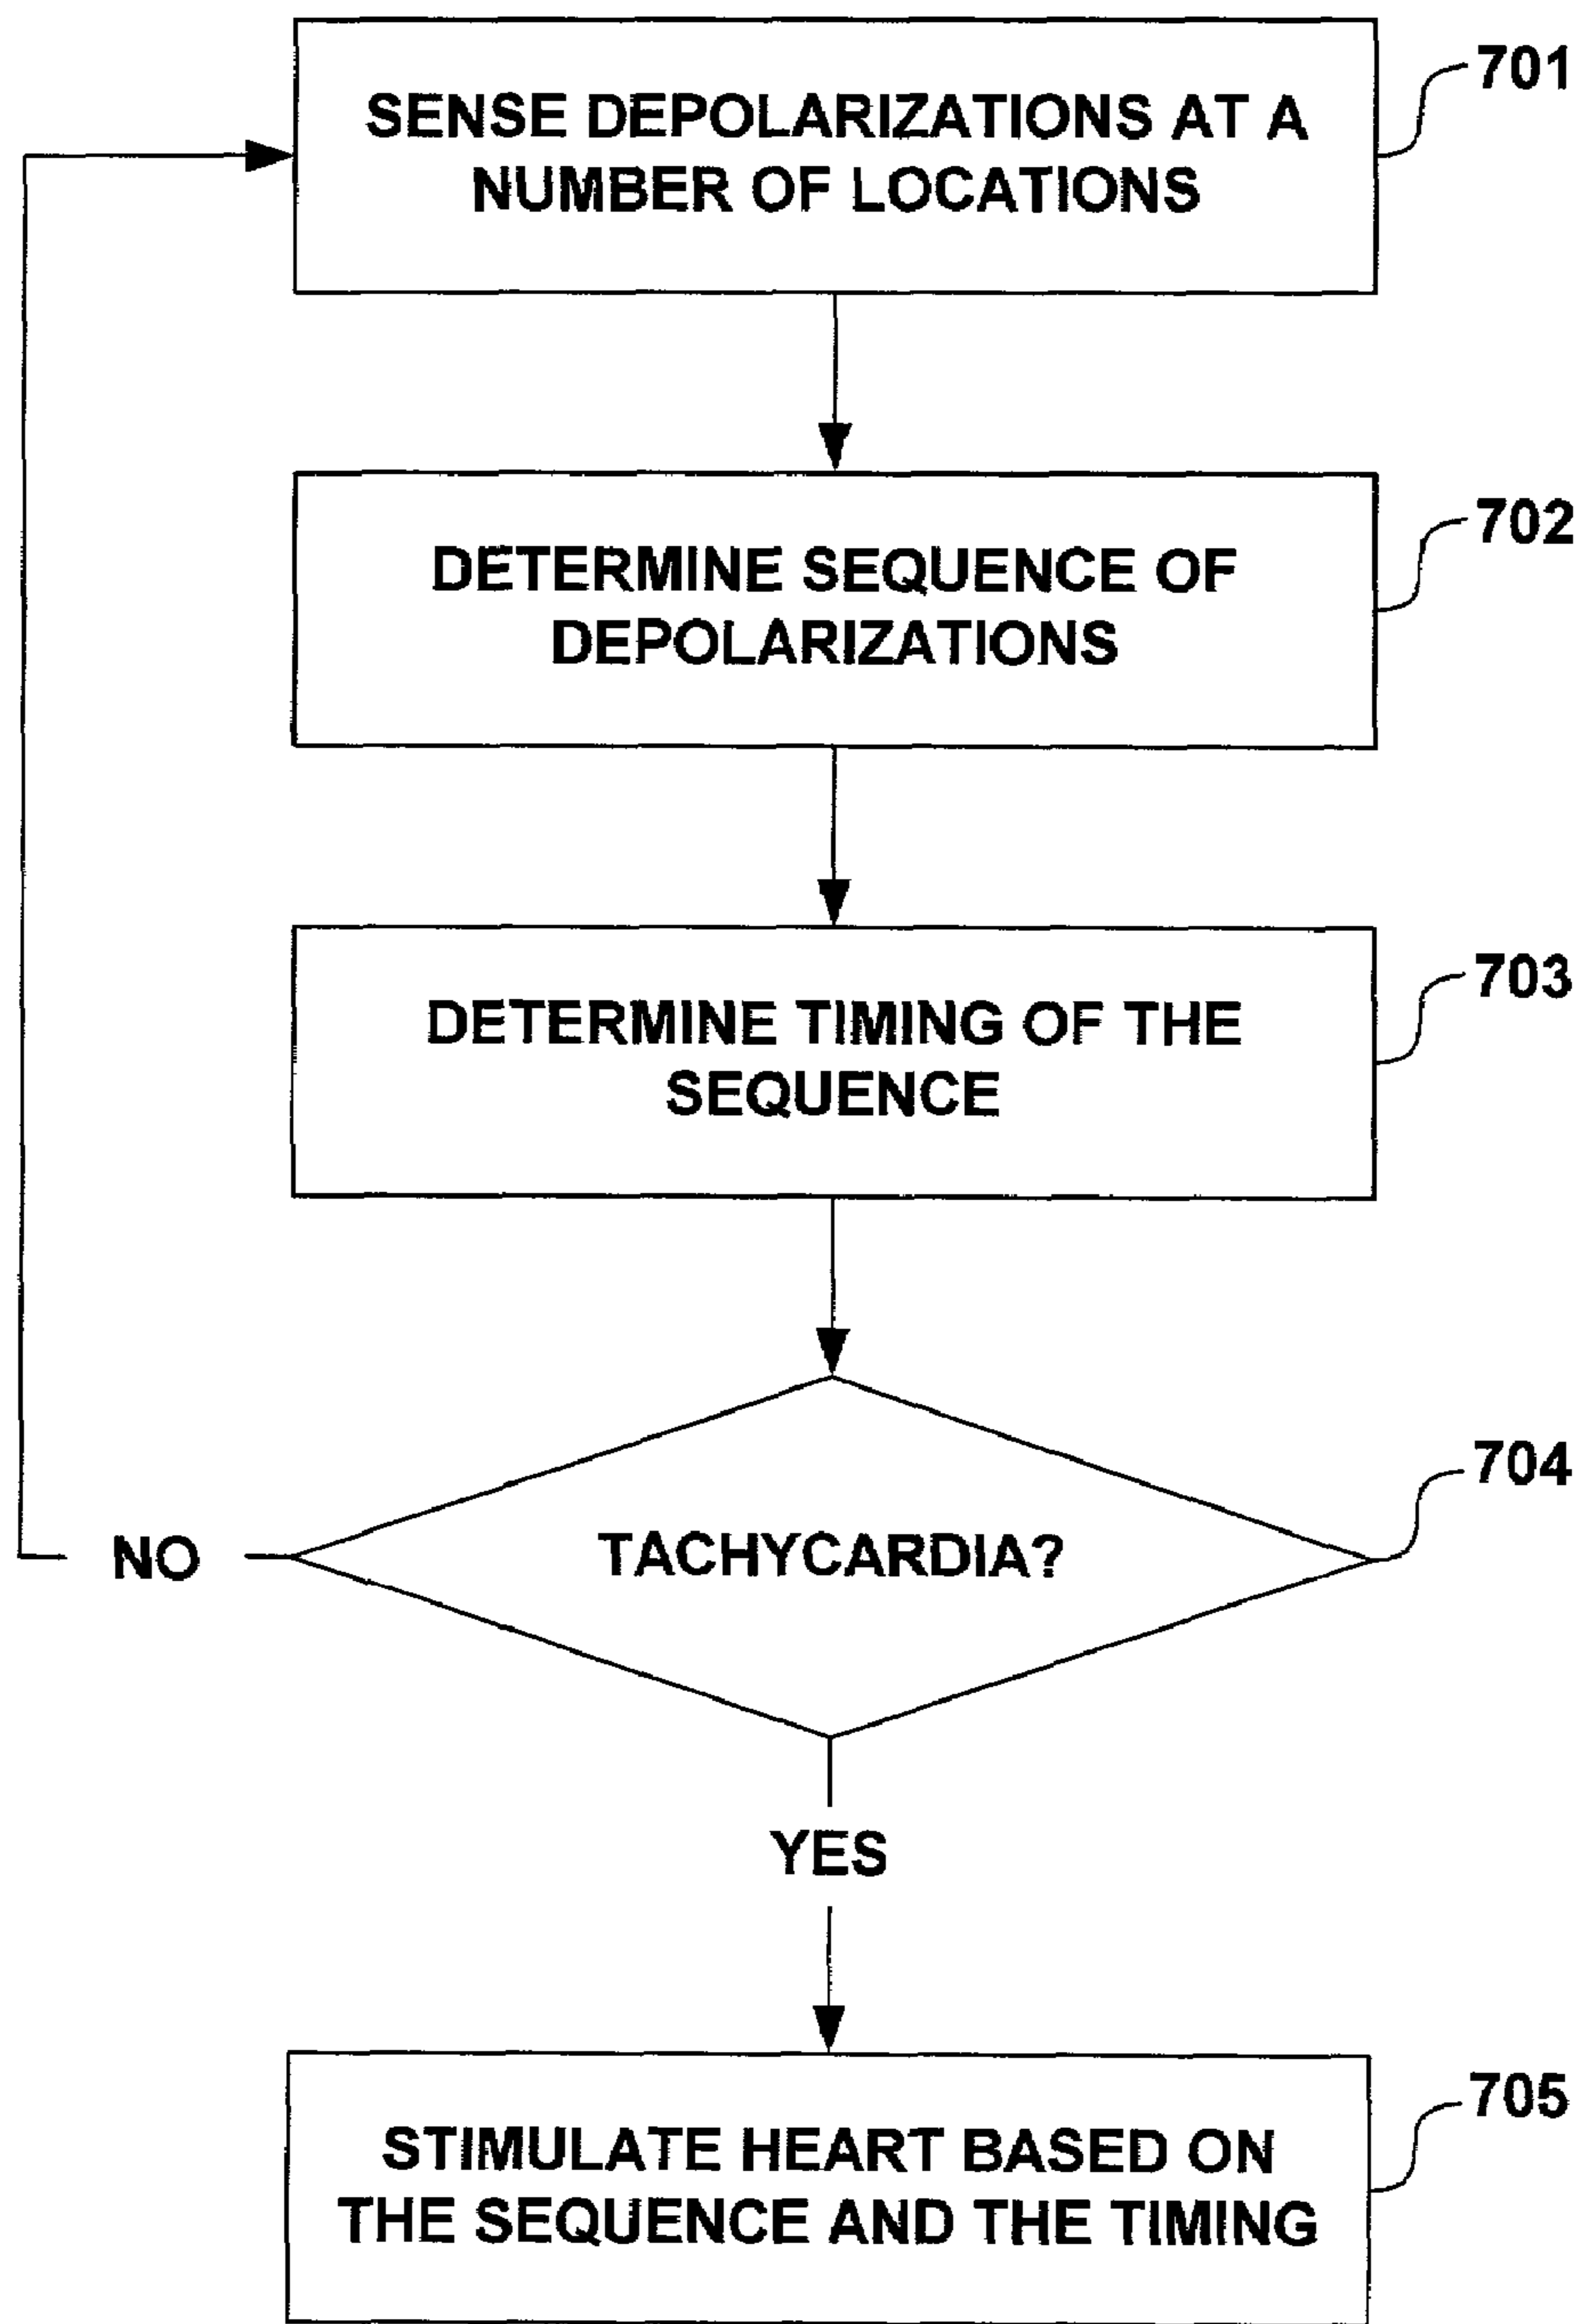 701
SENSE DEPOLARIZATIONS AT A
NUMBER OF LOCATIONS
702
DETERMINE SEQUENCE OF
DEPOLARIZATIONS
703
DETERMINE TIMING OF THE
SEQUENCE
704
TACHYCARDIA?
NO
YES
705
STIMULATE HEART BASED ON
THE SEQUENCE AND THE TIMING